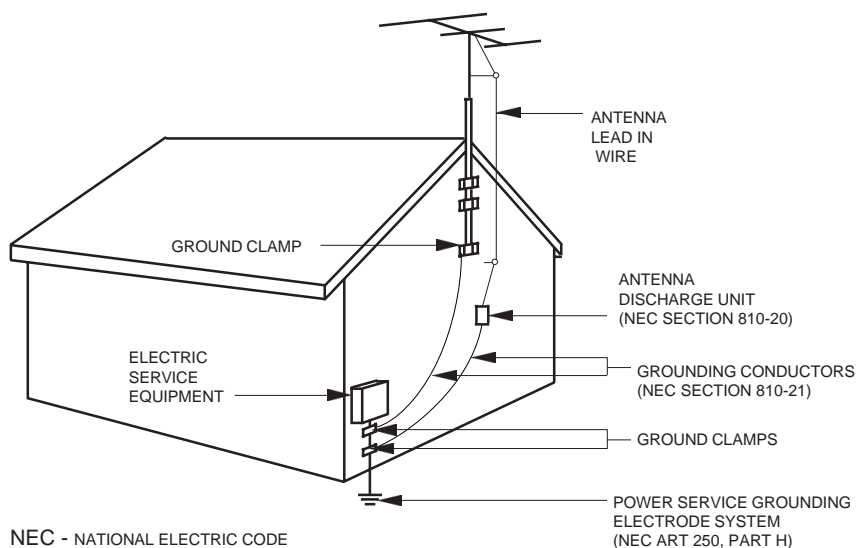 ANTENNA
LEAD IN
WIRE
GROUND CLAMP
ANTENNA
DISCHARGE UNIT
(NEC SECTION 810-20)
ELECTRIC
SERVICE
EQUIPMENT
GROUNDING CONDUCTORS
(NEC SECTION 810-21)
GROUND CLAMPS
POWER SERVICE GROUNDING
ELECTRODE SYSTEM
(NEC ART 250, PART H)
NEC - NATIONAL ELECTRIC CODE